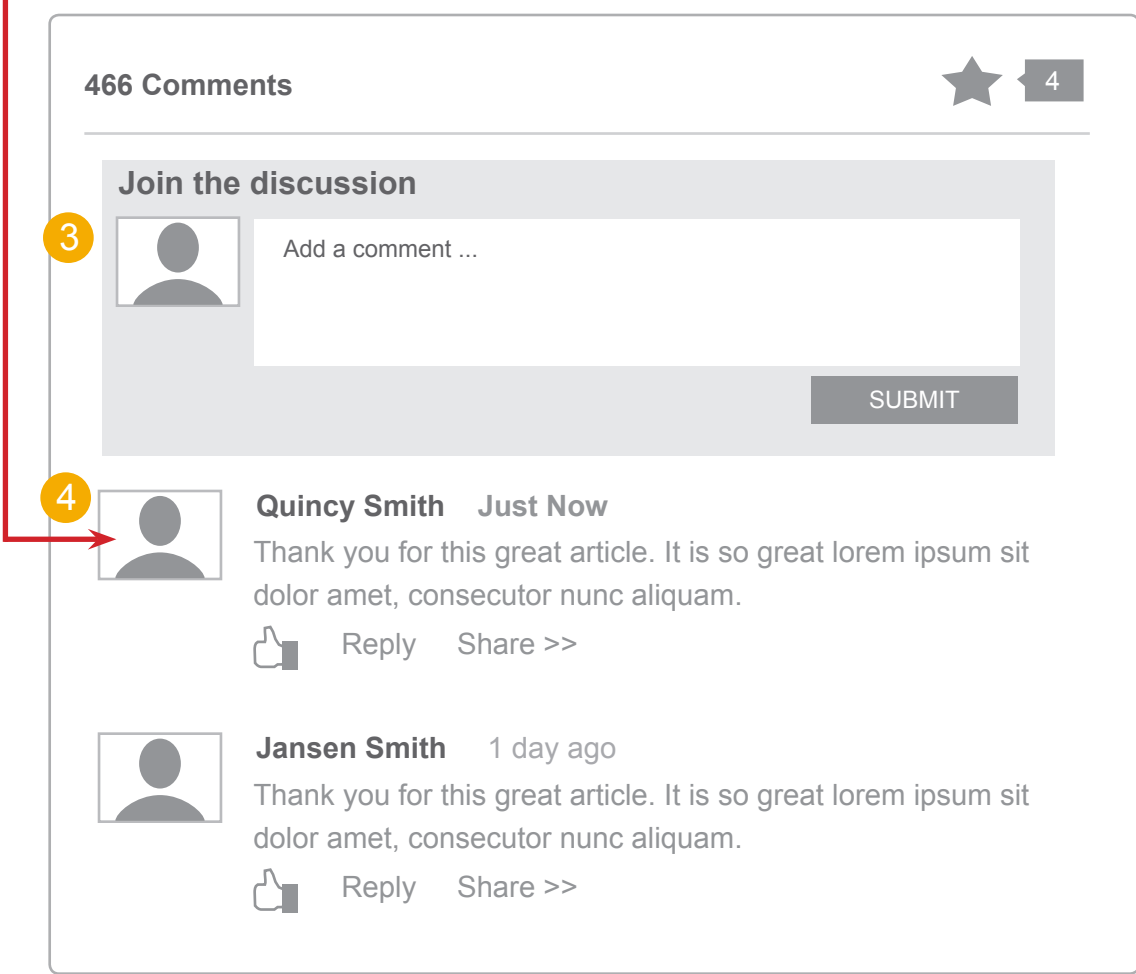 466 Comments
4
Join the discussion
3
Add a comment ...
SUBMIT
4
Quincy Smith Just Now
Thank you for this great article. It is so great lorem ipsum sit
dolor amet, consecutor nunc aliquam.
Reply Share >>
Jansen Smith 1 day ago
Thank you for this great article. It is so great lorem ipsum sit
dolor amet, consecutor nunc aliquam.
Reply Share >>